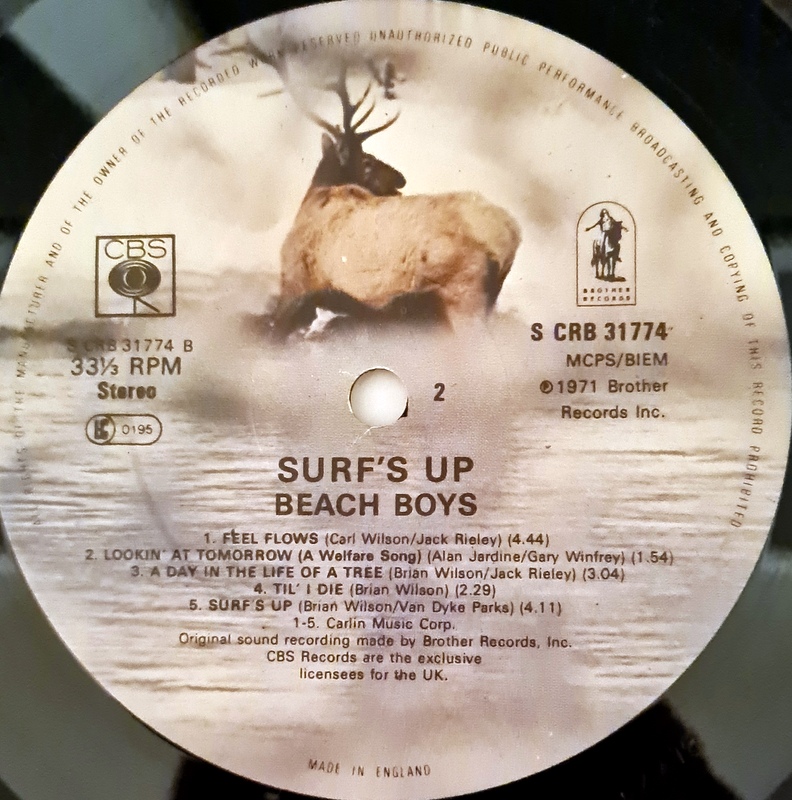 ALL RIGHTS OF THE MANUFACTURER AND OF THE OWNER OF THE RECORDED WORK RESERVED UNAUTHORIZED PUBLIC PERFORMANCE BROADCASTING AND COPYING OF THIS RECORD PROHIBITED
CBS
BROTHER
RECORDS
S CRB 31774 B
33⅓ RPM
Stereo
LC 0195
S CRB 31774
MCPS/BIEM
℗1971 Brother
Records Inc.
2
SURF'S UP
BEACH BOYS
1. FEEL FLOWS (Carl Wilson/Jack Rieley) (4.44)
2. LOOKIN' AT TOMORROW (A Welfare Song) (Alan Jardine/Gary Winfrey) (1.54)
3. A DAY IN THE LIFE OF A TREE (Brian Wilson/Jack Rieley) (3.04)
4. TIL' I DIE (Brian Wilson) (2.29)
5. SURF'S UP (Brian Wilson/Van Dyke Parks) (4.11)
1-5. Carlin Music Corp.
Original sound recording made by Brother Records, Inc.
CBS Records are the exclusive
licensees for the UK.
MADE IN ENGLAND